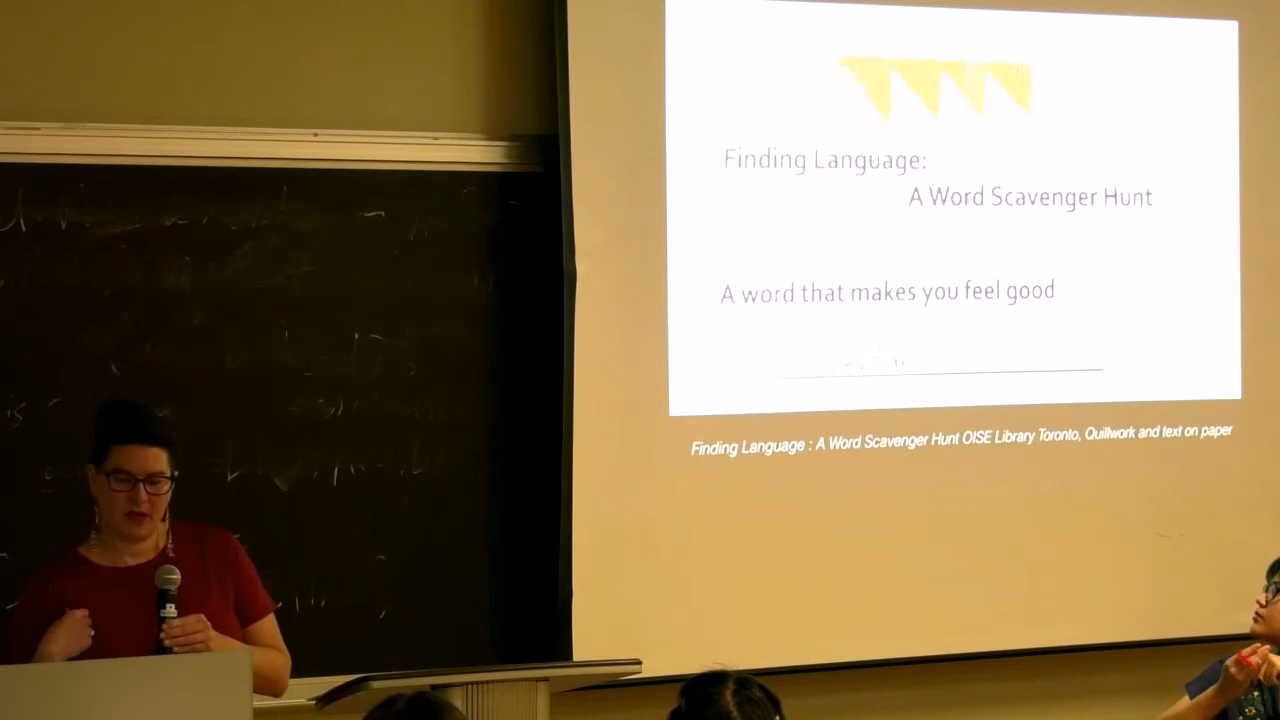 Finding Language:
A Word Scavenger Hunt
A word that makes you feel good
Finding Language : A Word Scavenger Hunt OISE Library Toronto, Quillwork and text on paper